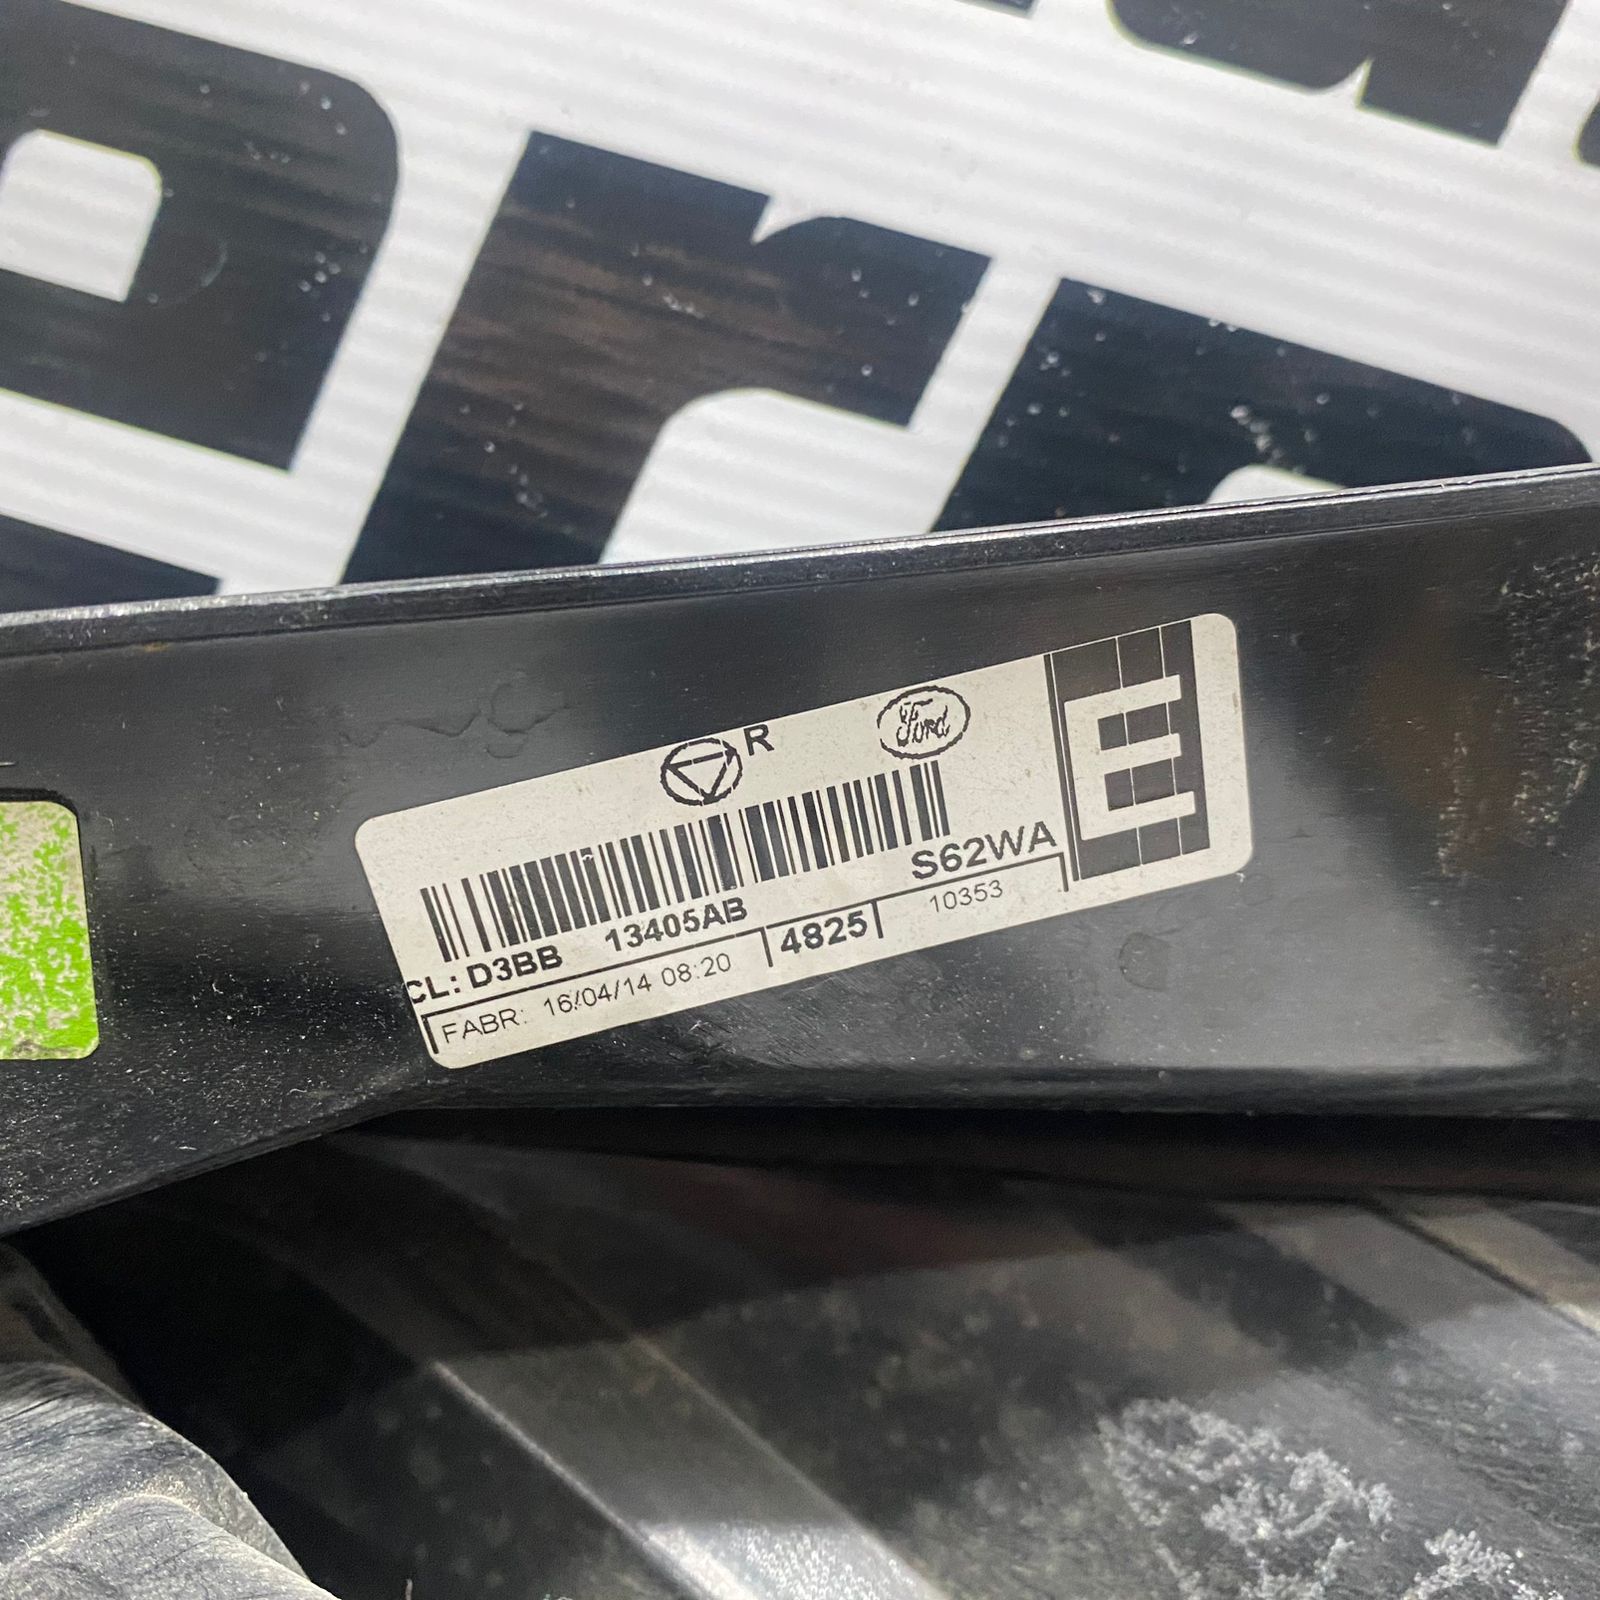 R
Ford
E
S62WA
CL: D3BB 13405AB
FABR: 16/04/14 08:20 4825 10353